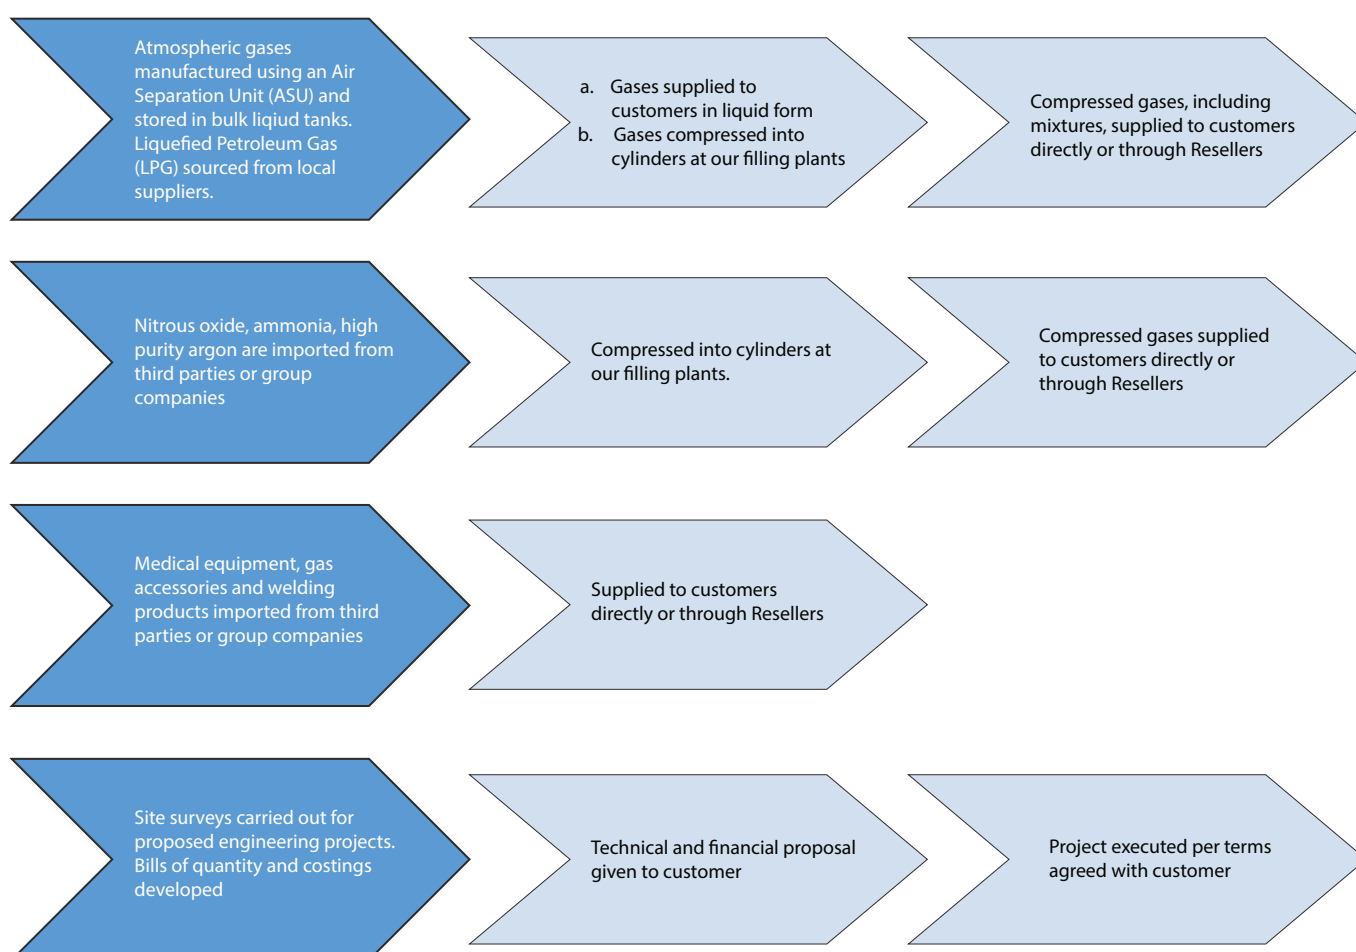 Atmospheric gases
manufactured using an Air
Separation Unit (ASU) and
stored in bulk liqiud tanks.
Liquefied Petroleum Gas
(LPG) sourced from local
suppliers.
a. Gases supplied to
customers in liquid form
b. Gases compressed into
cylinders at our filling plants
Compressed gases, including
mixtures, supplied to customers
directly or through Resellers
Nitrous oxide, ammonia, high
purity argon are imported from
third parties or group
companies
Compressed into cylinders at
our filling plants.
Compressed gases supplied
to customers directly or
through Resellers
Medical equipment, gas
accessories and welding
products imported from third
parties or group companies
Supplied to customers
directly or through Resellers
Site surveys carried out for
proposed engineering projects.
Bills of quantity and costings
developed
Technical and financial proposal
given to customer
Project executed per terms
agreed with customer